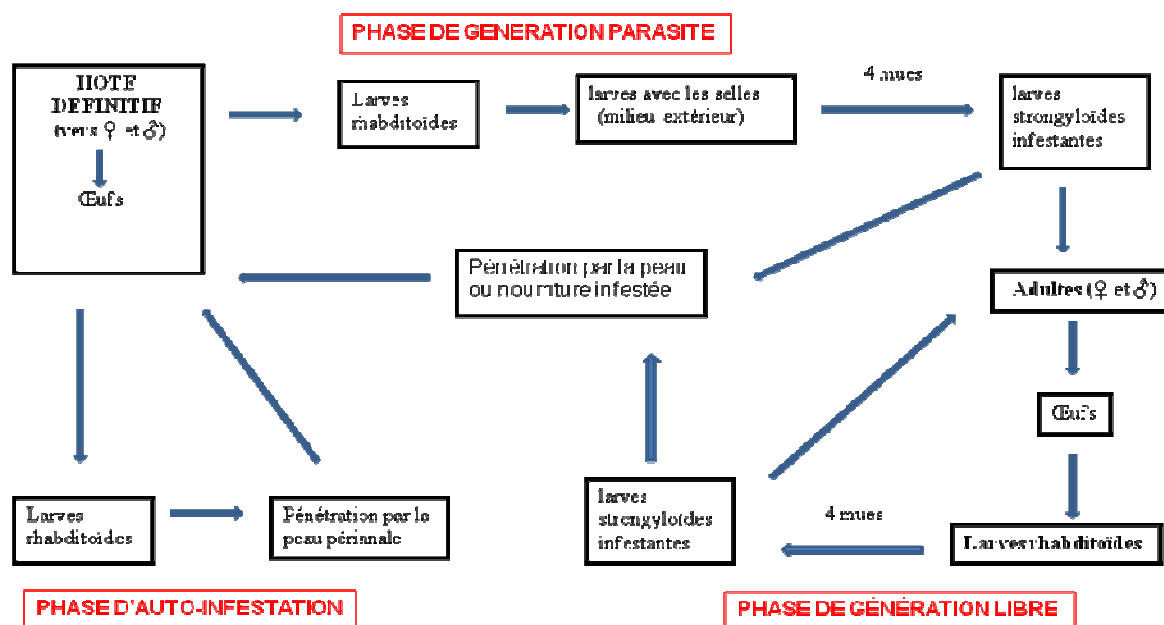 PHASE DE GENERATION PARASITE
HOTE
DEFINITIF
(vers ♀ et ♂)
Œufs
Larves
rhabditoïdes
larves avec les selles
(milieu extérieur)
4 mues
larves
strongyloïdes
infestantes
Pénétration par la peau
ou nourriture infestée
Adultes (♀ et ♂)
Œufs
Larves
rhabditoïdes
Pénétration par la
peau périanale
larves
strongyloïdes
infestantes
4 mues
Larves rhabditoïdes
PHASE D'AUTO-INFESTATION
PHASE DE GÉNÉRATION LIBRE